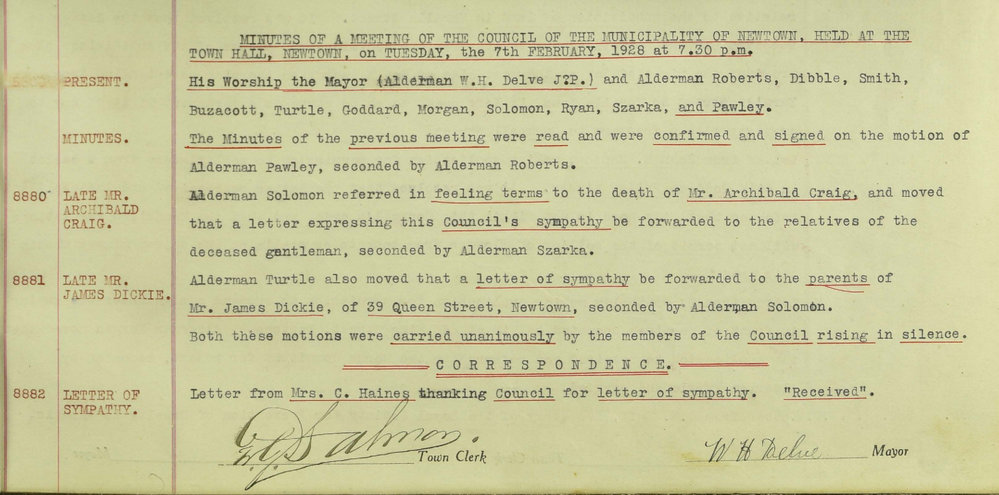 MINUTES OF A MEETING OF THE COUNCIL OF THE MUNICIPALITY OF NEWTOWN, HELD AT THE
TOWN HALL, NEWTOWN, on TUESDAY, the 7th FEBRUARY, 1928 at 7.30 p.m.
PRESENT. His Worship the Mayor (Alderman W.H. Delve J?P.) and Alderman Roberts, Dibble, Smith,
Buzacott, Turtle, Goddard, Morgan, Solomon, Ryan, Szarka, and Pawley.
MINUTES. The Minutes of the previous meeting were read and were confirmed and signed on the motion of
Alderman Pawley, seconded by Alderman Roberts.
8880 LATE MR. Alderman Solomon referred in feeling terms to the death of Mr. Archibald Craig, and moved
ARCHIBALD
CRAIG. that a letter expressing this Council's sympathy be forwarded to the relatives of the
deceased gentleman, seconded by Alderman Szarka.
8881 LATE MR. Alderman Turtle also moved that a letter of sympathy be forwarded to the parents of
JAMES DICKIE. Mr. James Dickie, of 39 Queen Street, Newtown, seconded by Alderman Solomon.
Both these motions were carried unanimously by the members of the Council rising in silence.
CORRESPONDENCE.
8882 LETTER OF Letter from Mrs. C. Haines thanking Council for letter of sympathy. "Received".
SYMPATHY.
Salmon. Town Clerk W H Delve Mayor